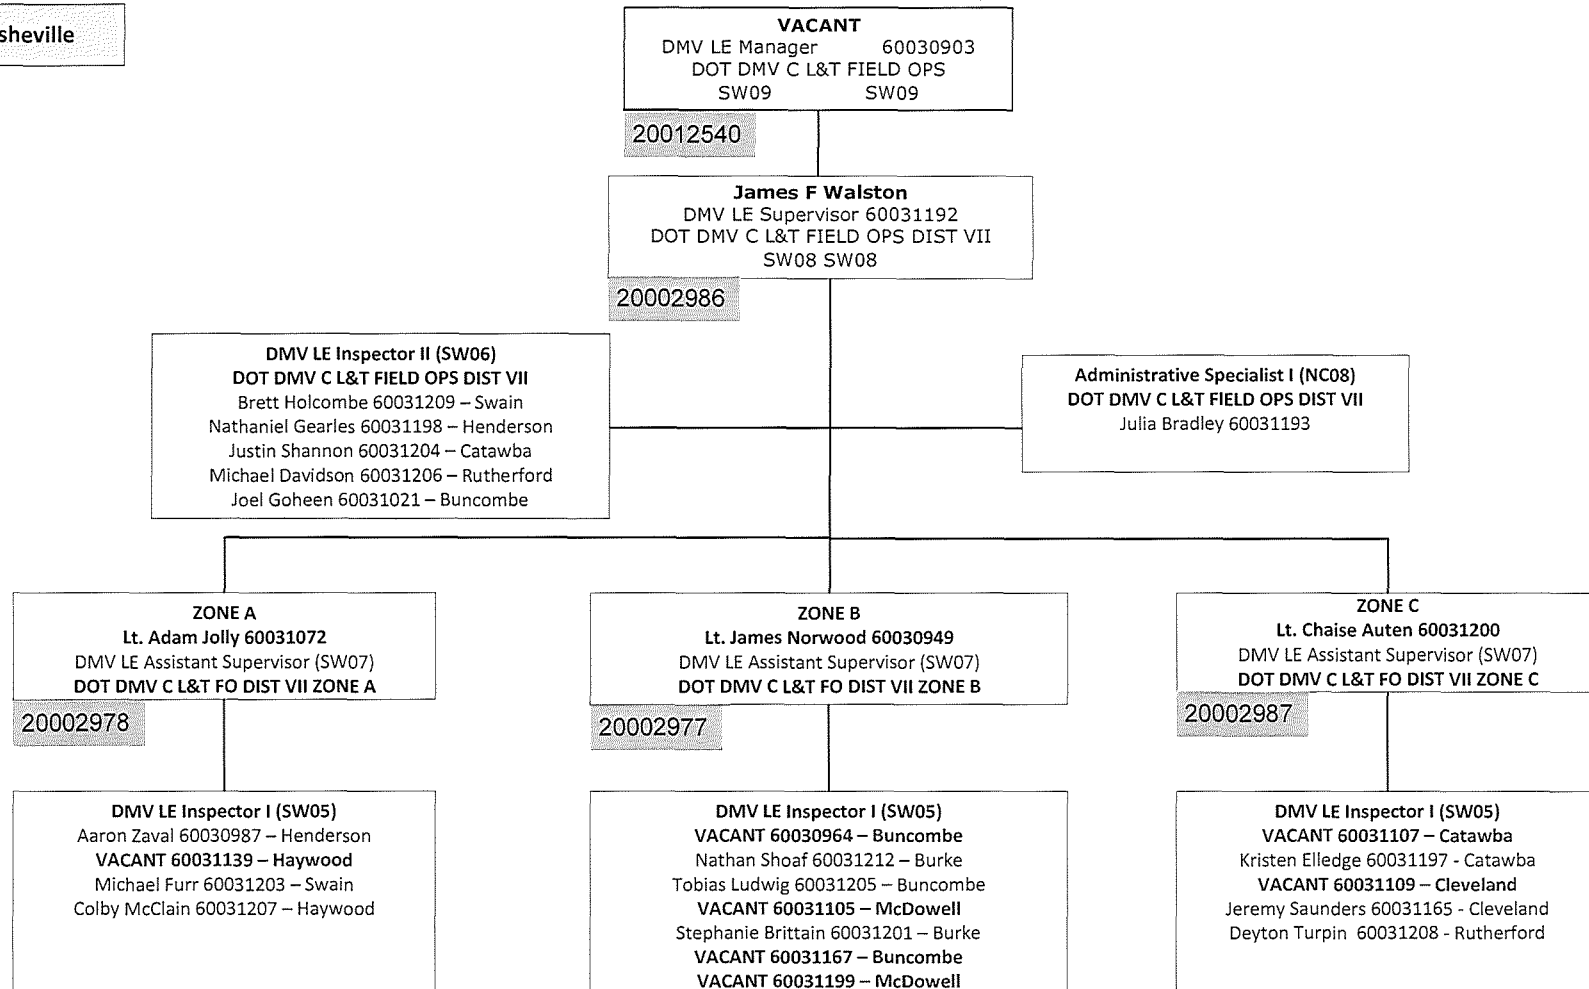 sheville
VACANT
DMV LE Manager 60030903
DOT DMV C L&T FIELD OPS
SW09 SW09
20012540
James F Walston
DMV LE Supervisor 60031192
DOT DMV C L&T FIELD OPS DIST VII
SW08 SW08
20002986
DMV LE Inspector II (SW06)
DOT DMV C L&T FIELD OPS DIST VII
Brett Holcombe 60031209 – Swain
Nathaniel Gearles 60031198 – Henderson
Justin Shannon 60031204 – Catawba
Michael Davidson 60031206 – Rutherford
Joel Goheen 60031021 – Buncombe
Administrative Specialist I (NC08)
DOT DMV C L&T FIELD OPS DIST VII
Julia Bradley 60031193
ZONE A
Lt. Adam Jolly 60031072
DMV LE Assistant Supervisor (SW07)
DOT DMV C L&T FO DIST VII ZONE A
20002978
ZONE B
Lt. James Norwood 60030949
DMV LE Assistant Supervisor (SW07)
DOT DMV C L&T FO DIST VII ZONE B
20002977
ZONE C
Lt. Chaise Auten 60031200
DMV LE Assistant Supervisor (SW07)
DOT DMV C L&T FO DIST VII ZONE C
20002987
DMV LE Inspector I (SW05)
Aaron Zaval 60030987 – Henderson
VACANT 60031139 – Haywood
Michael Furr 60031203 – Swain
Colby McClain 60031207 – Haywood
DMV LE Inspector I (SW05)
VACANT 60030964 – Buncombe
Nathan Shoaf 60031212 – Burke
Tobias Ludwig 60031205 – Buncombe
VACANT 60031105 – McDowell
Stephanie Brittain 60031201 – Burke
VACANT 60031167 – Buncombe
VACANT 60031199 – McDowell
DMV LE Inspector I (SW05)
VACANT 60031107 – Catawba
Kristen Elledge 60031197 - Catawba
VACANT 60031109 – Cleveland
Jeremy Saunders 60031165 - Cleveland
Deyton Turpin 60031208 - Rutherford